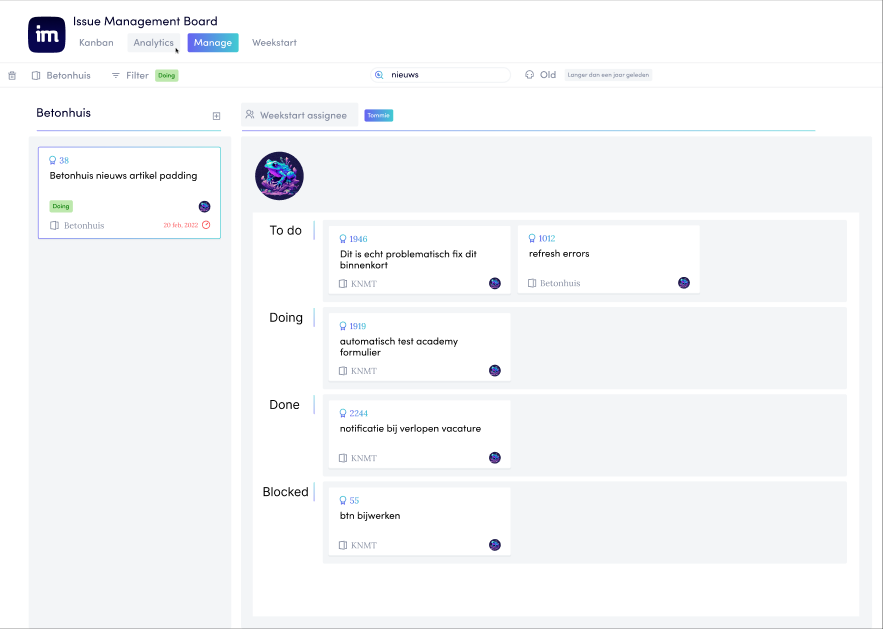 im
Issue Management Board
Kanban Analytics Manage Weekstart
Betonhuis Filter Doing nieuws Old Langer dan een jaar geleden
Betonhuis
38
Betonhuis nieuws artikel padding
Doing
Betonhuis 20 feb, 2022
Weekstart assignee Tommie
To do
1946
Dit is echt problematisch fix dit
binnenkort
KNMT
1012
refresh errors
Betonhuis
Doing
1919
automatisch test academy
formulier
KNMT
Done
2244
notificatie bij verlopen vacature
KNMT
Blocked
55
btn bijwerken
KNMT